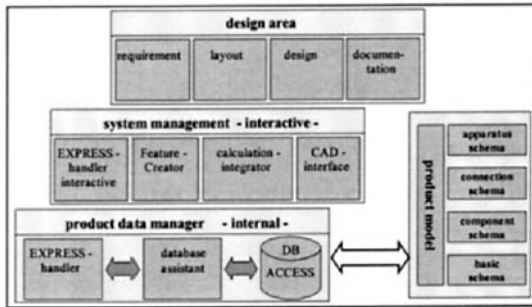 design area
requirement
layout
design
documen-
tation
system management - interactive -
EXPRESS -
handler
interactive
Feature -
Creator
calculation -
integrator
CAD -
interface
product data manager - internal -
EXPRESS -
handler
database
assistant
DB
ACCESS
product model
apparatus
schema
connection
schema
component
schema
basic
schema